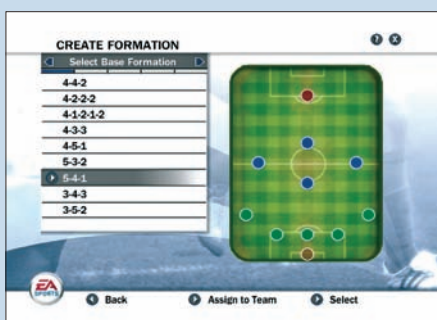 CREATE FORMATION
? X
Select Base Formation
4-4-2
4-2-2-2
4-1-2-1-2
4-3-3
4-5-1
5-3-2
5-4-1
3-4-3
3-5-2
EA
SPORTS
Back Assign to Team Select